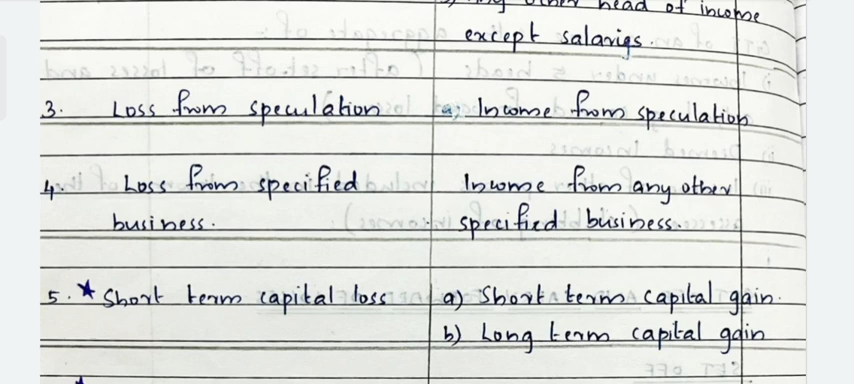 other head of income
except salaries.
3. Loss from speculation a) Income from speculation
4. Loss from specified Income from any other
business. specified business.
5. ★ Short term capital loss a) Short term capital gain.
b) Long term capital gain